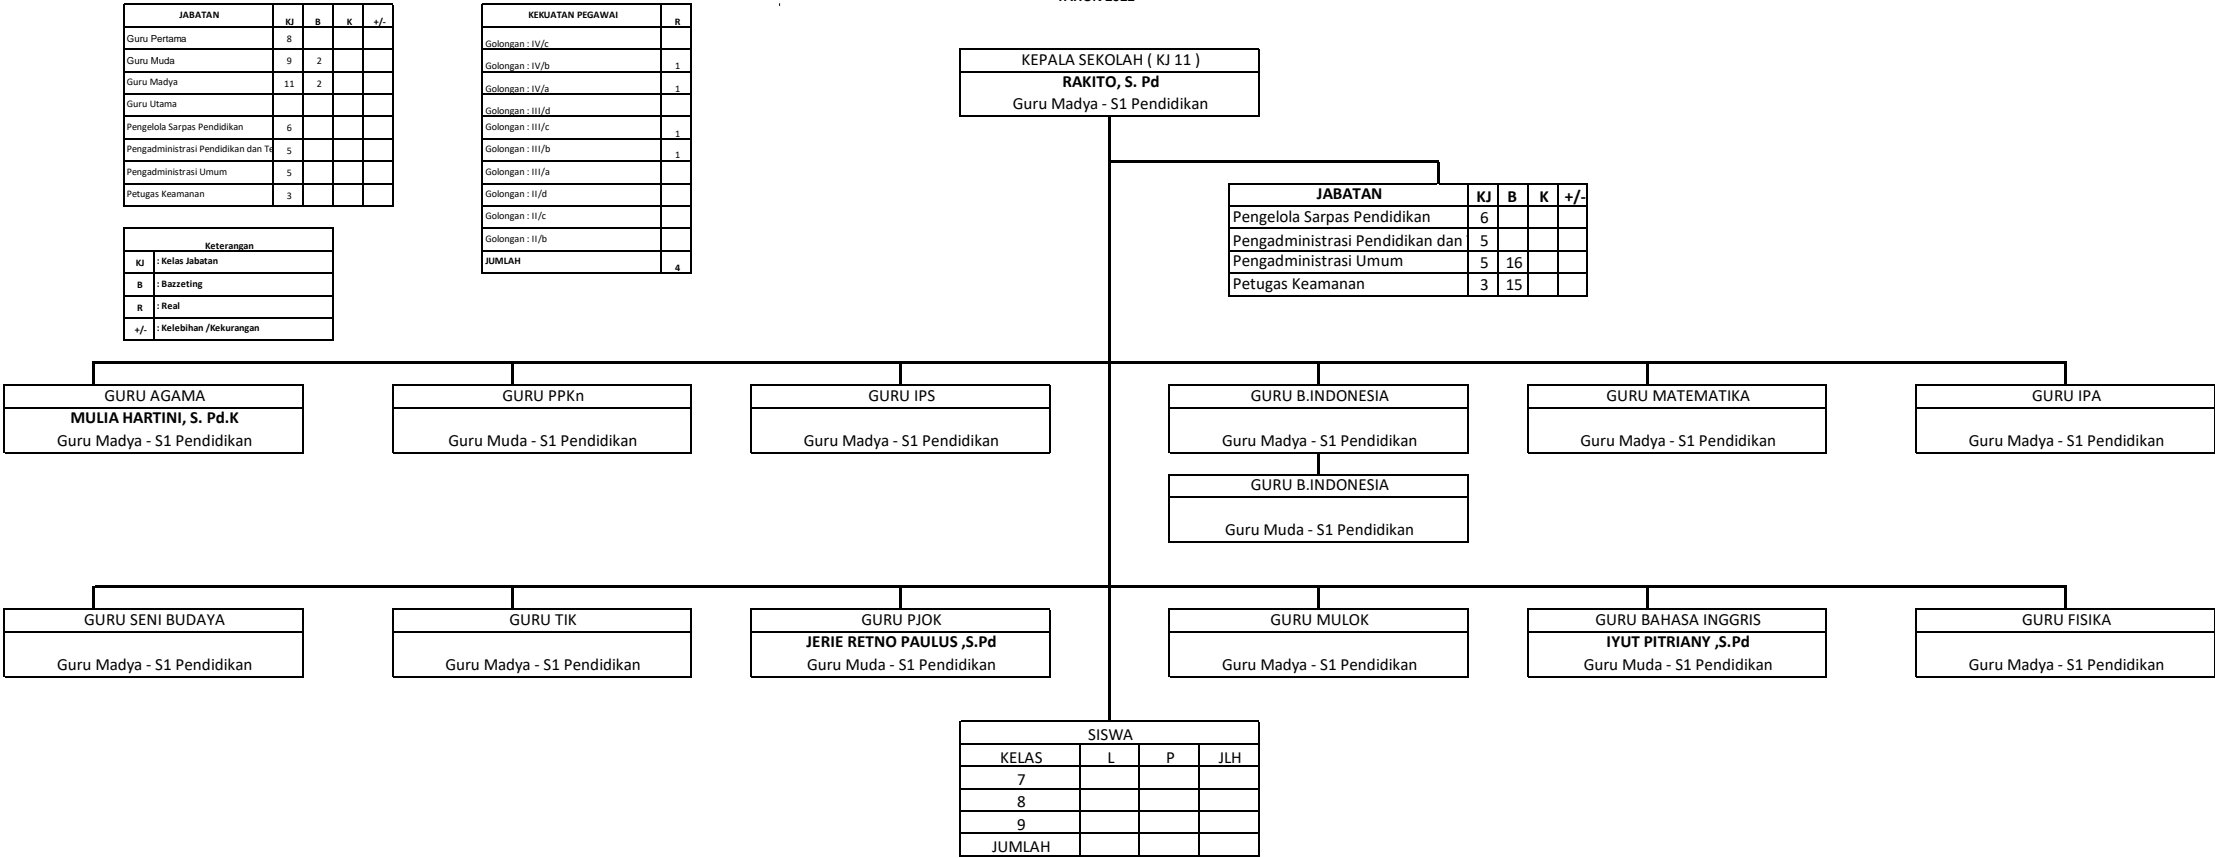 TAHUN 2022
JABATAN KJ B K +/-
Guru Pertama 8
Guru Muda 9 2
Guru Madya 11 2
Guru Utama
Pengelola Sarpas Pendidikan 6
Pengadministrasi Pendidikan dan Te 5
Pengadministrasi Umum 5
Petugas Keamanan 3
Keterangan
KJ : Kelas Jabatan
B : Bazzeting
R : Real
+/- : Kelebihan /Kekurangan
KEKUATAN PEGAWAI R
Golongan : IV/c
Golongan : IV/b 1
Golongan : IV/a 1
Golongan : III/d
Golongan : III/c 1
Golongan : III/b 1
Golongan : III/a
Golongan : II/d
Golongan : II/c
Golongan : II/b
JUMLAH 4
KEPALA SEKOLAH ( KJ 11 )
RAKITO, S. Pd
Guru Madya - S1 Pendidikan
JABATAN KJ B K +/-
Pengelola Sarpas Pendidikan 6
Pengadministrasi Pendidikan dan 5
Pengadministrasi Umum 5 16
Petugas Keamanan 3 15
GURU AGAMA
MULIA HARTINI, S. Pd.K
Guru Madya - S1 Pendidikan
GURU PPKn
Guru Muda - S1 Pendidikan
GURU IPS
Guru Madya - S1 Pendidikan
GURU B.INDONESIA
Guru Madya - S1 Pendidikan
GURU B.INDONESIA
Guru Muda - S1 Pendidikan
GURU MATEMATIKA
Guru Madya - S1 Pendidikan
GURU IPA
Guru Madya - S1 Pendidikan
GURU SENI BUDAYA
Guru Madya - S1 Pendidikan
GURU TIK
Guru Madya - S1 Pendidikan
GURU PJOK
JERIE RETNO PAULUS ,S.Pd
Guru Muda - S1 Pendidikan
GURU MULOK
Guru Madya - S1 Pendidikan
GURU BAHASA INGGRIS
IYUT PITRIANY ,S.Pd
Guru Muda - S1 Pendidikan
GURU FISIKA
Guru Madya - S1 Pendidikan
SISWA
KELAS L P JLH
7
8
9
JUMLAH